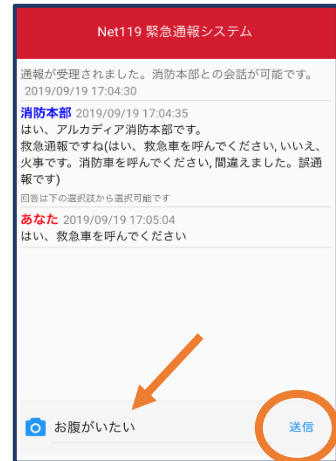 Net119 緊急通報システム
通報が受理されました。消防本部との会話が可能です。
2019/09/19 17:04:30
消防本部 2019/09/19 17:04:35
はい、アルカディア消防本部です。
救急通報ですね(はい、救急車を呼んでください,いいえ、
火事です。消防車を呼んでください,間違えました。誤通
報です)
回答は下の選択肢から選択可能です
あなた 2019/09/19 17:05:04
はい、救急車を呼んでください
お腹がいたい 送信